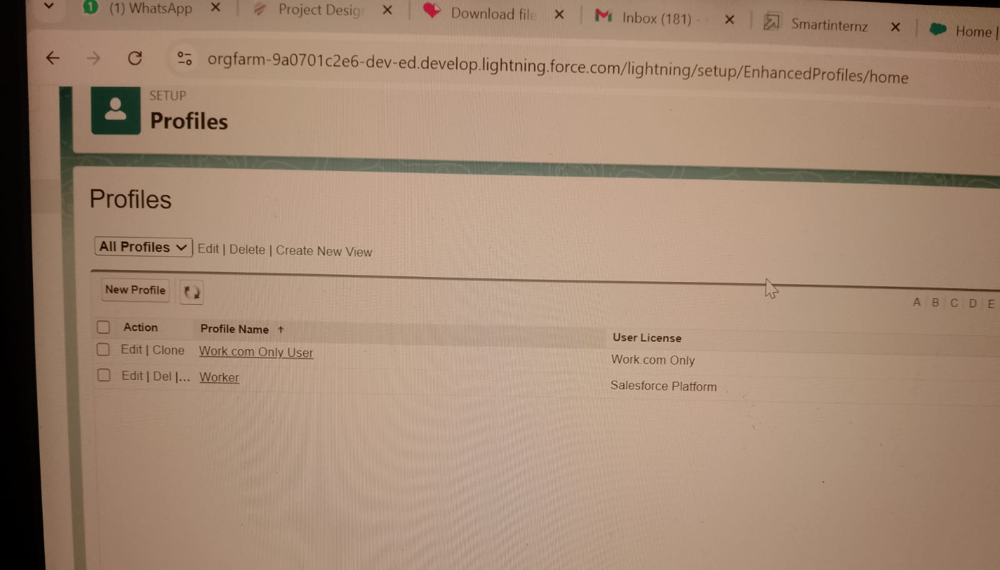 1 (1) WhatsApp Project Desig Download file Inbox (181) - Smartinternz Home |
orgfarm-9a0701c2e6-dev-ed.develop.lightning.force.com/lightning/setup/EnhancedProfiles/home
SETUP
Profiles
Profiles
All Profiles Edit | Delete | Create New View
New Profile
A B C D E
Action Profile Name ↑ User License
Edit | Clone Work.com Only User Work.com Only
Edit | Del |... Worker Salesforce Platform